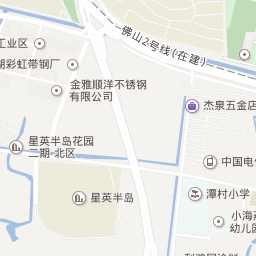 佛山2号线(在建)
工业区
彩虹带钢厂
金雅顺洋不锈钢
有限公司
杰泉五金店
星英半岛花园
二期-北区
中国电
星英半岛
潭村小学
小海
幼儿